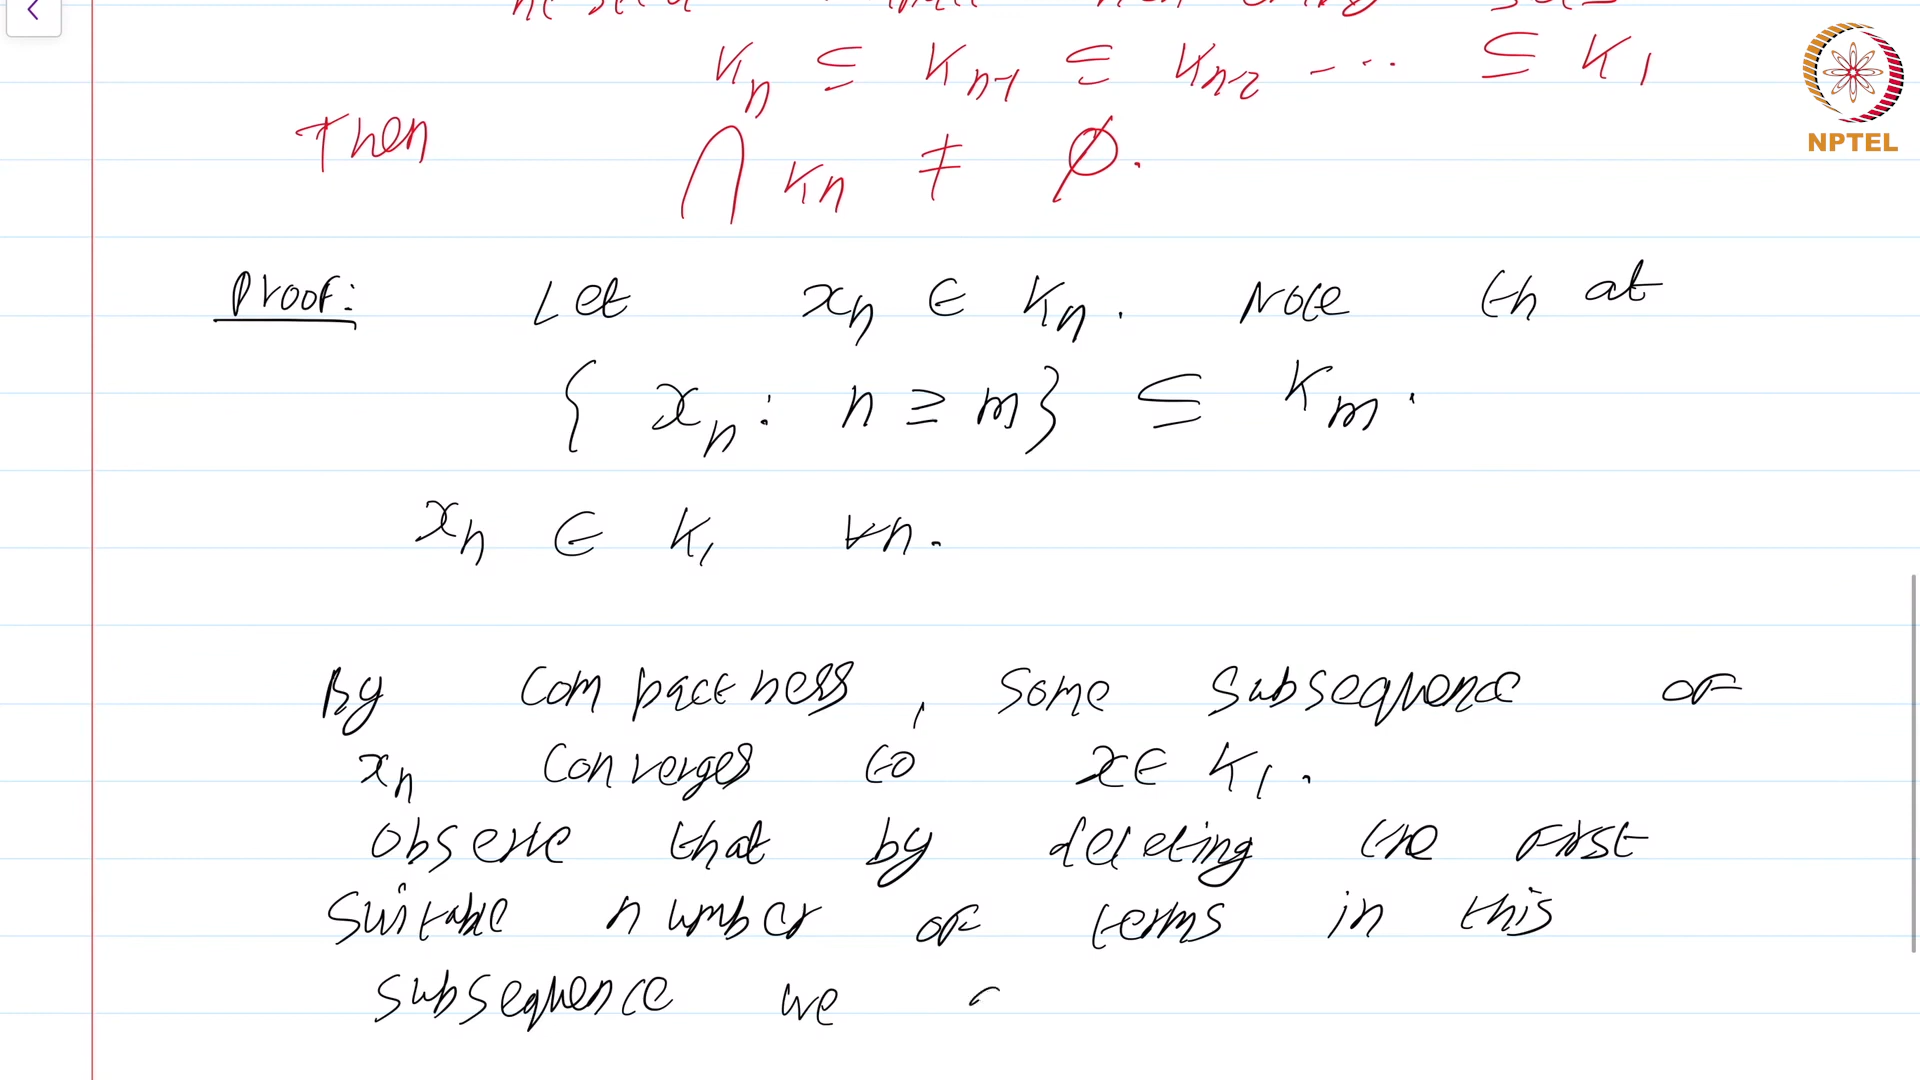 Kn ⊆ Kn-1 ⊆ Kn-2 - ... ⊆ K1
NPTEL
Then ⋂ Kn ≠ ∅.
Proof: Let xn ∈ Kn. Note that
{ xn : n ≥ m} ⊆ Km.
xn ∈ K1 ∀n.
By compactness, some subsequence of
xn converges to x ∈ K1.
Observe that by deleting the first
suitable number of terms in this
subsequence we